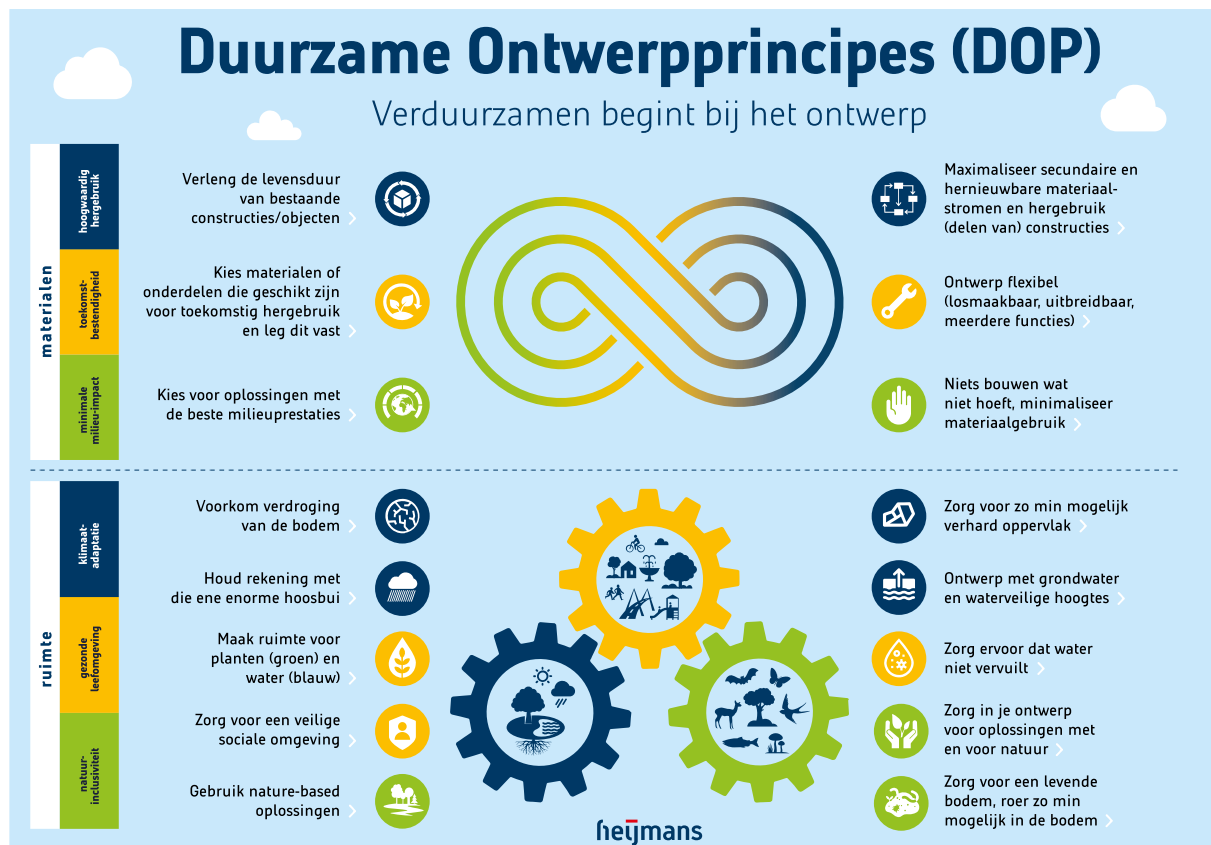 Duurzame Ontwerpprincipes (DOP)
Verduurzamen begint bij het ontwerp
materialen
hoogwaardig
hergebruik
Verleng de levensduur
van bestaande
constructies/objecten
Maximaliseer secundaire en
hernieuwbare materiaal-
stromen en hergebruik
(delen van) constructies
toekomst-
bestendigheid
Kies materialen of
onderdelen die geschikt zijn
voor toekomstig hergebruik
en leg dit vast
Ontwerp flexibel
(losmaakbaar, uitbreidbaar,
meerdere functies)
minimale
milieu-impact
Kies voor oplossingen met
de beste milieuprestaties
Niets bouwen wat
niet hoeft, minimaliseer
materiaalgebruik
ruimte
klimaat-
adaptatie
Voorkom verdroging
van de bodem
Zorg voor zo min mogelijk
verhard oppervlak
Houd rekening met
die ene enorme hoosbui
Ontwerp met grondwater
en waterveilige hoogtes
gezonde
leefomgeving
Maak ruimte voor
planten (groen) en
water (blauw)
Zorg ervoor dat water
niet vervuilt
Zorg voor een veilige
sociale omgeving
Zorg in je ontwerp
voor oplossingen met
en voor natuur
natuur-
inclusiviteit
Gebruik nature-based
oplossingen
Zorg voor een levende
bodem, roer zo min
mogelijk in de bodem
heijmans